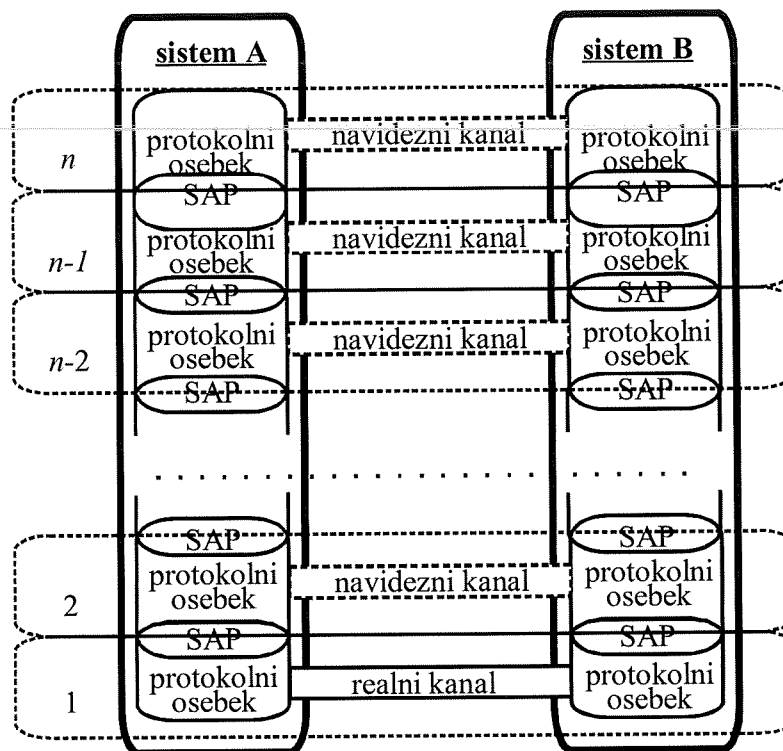 sistem A
sistem B
n
protokolni
osebek
navidezni kanal
protokolni
osebek
SAP
SAP
n-1
protokolni
osebek
navidezni kanal
protokolni
osebek
SAP
SAP
n-2
protokolni
osebek
navidezni kanal
protokolni
osebek
SAP
SAP
SAP
SAP
2
protokolni
osebek
navidezni kanal
protokolni
osebek
SAP
SAP
1
protokolni
osebek
realni kanal
protokolni
osebek